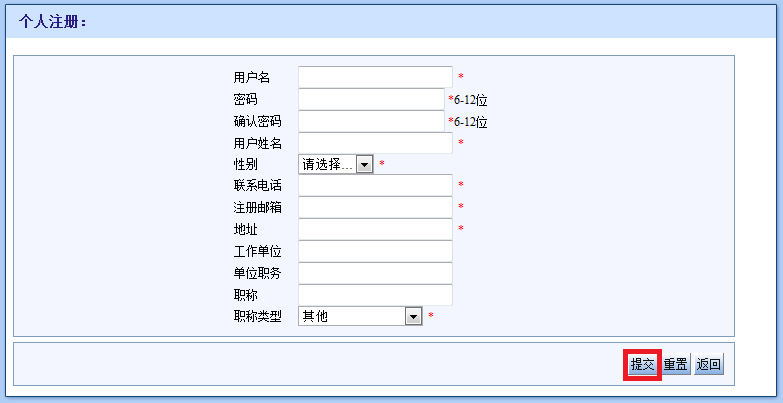 个人注册：
用户名 *
密码 *6-12位
确认密码 *6-12位
用户姓名 *
性别 请选择... *
联系电话 *
注册邮箱 *
地址 *
工作单位
单位职务
职称
职称类型 其他 *
提交 重置 返回